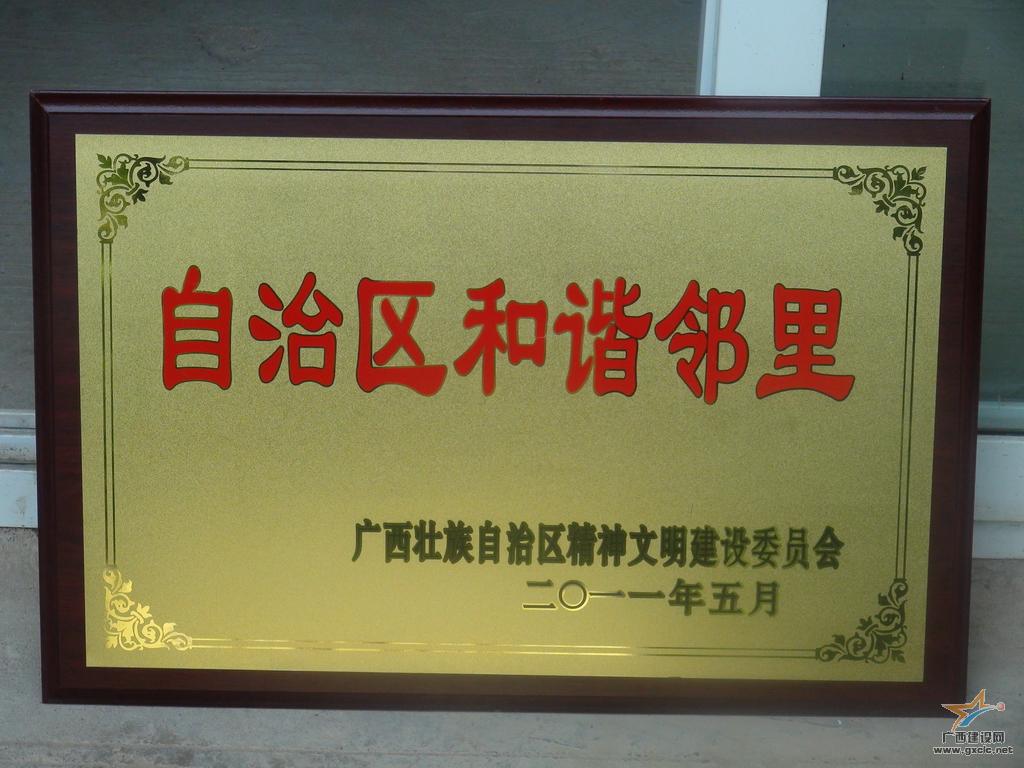 自治区和谐邻里
广西壮族自治区精神文明建设委员会
二〇一一年五月
广西建设网
www.gxcic.net